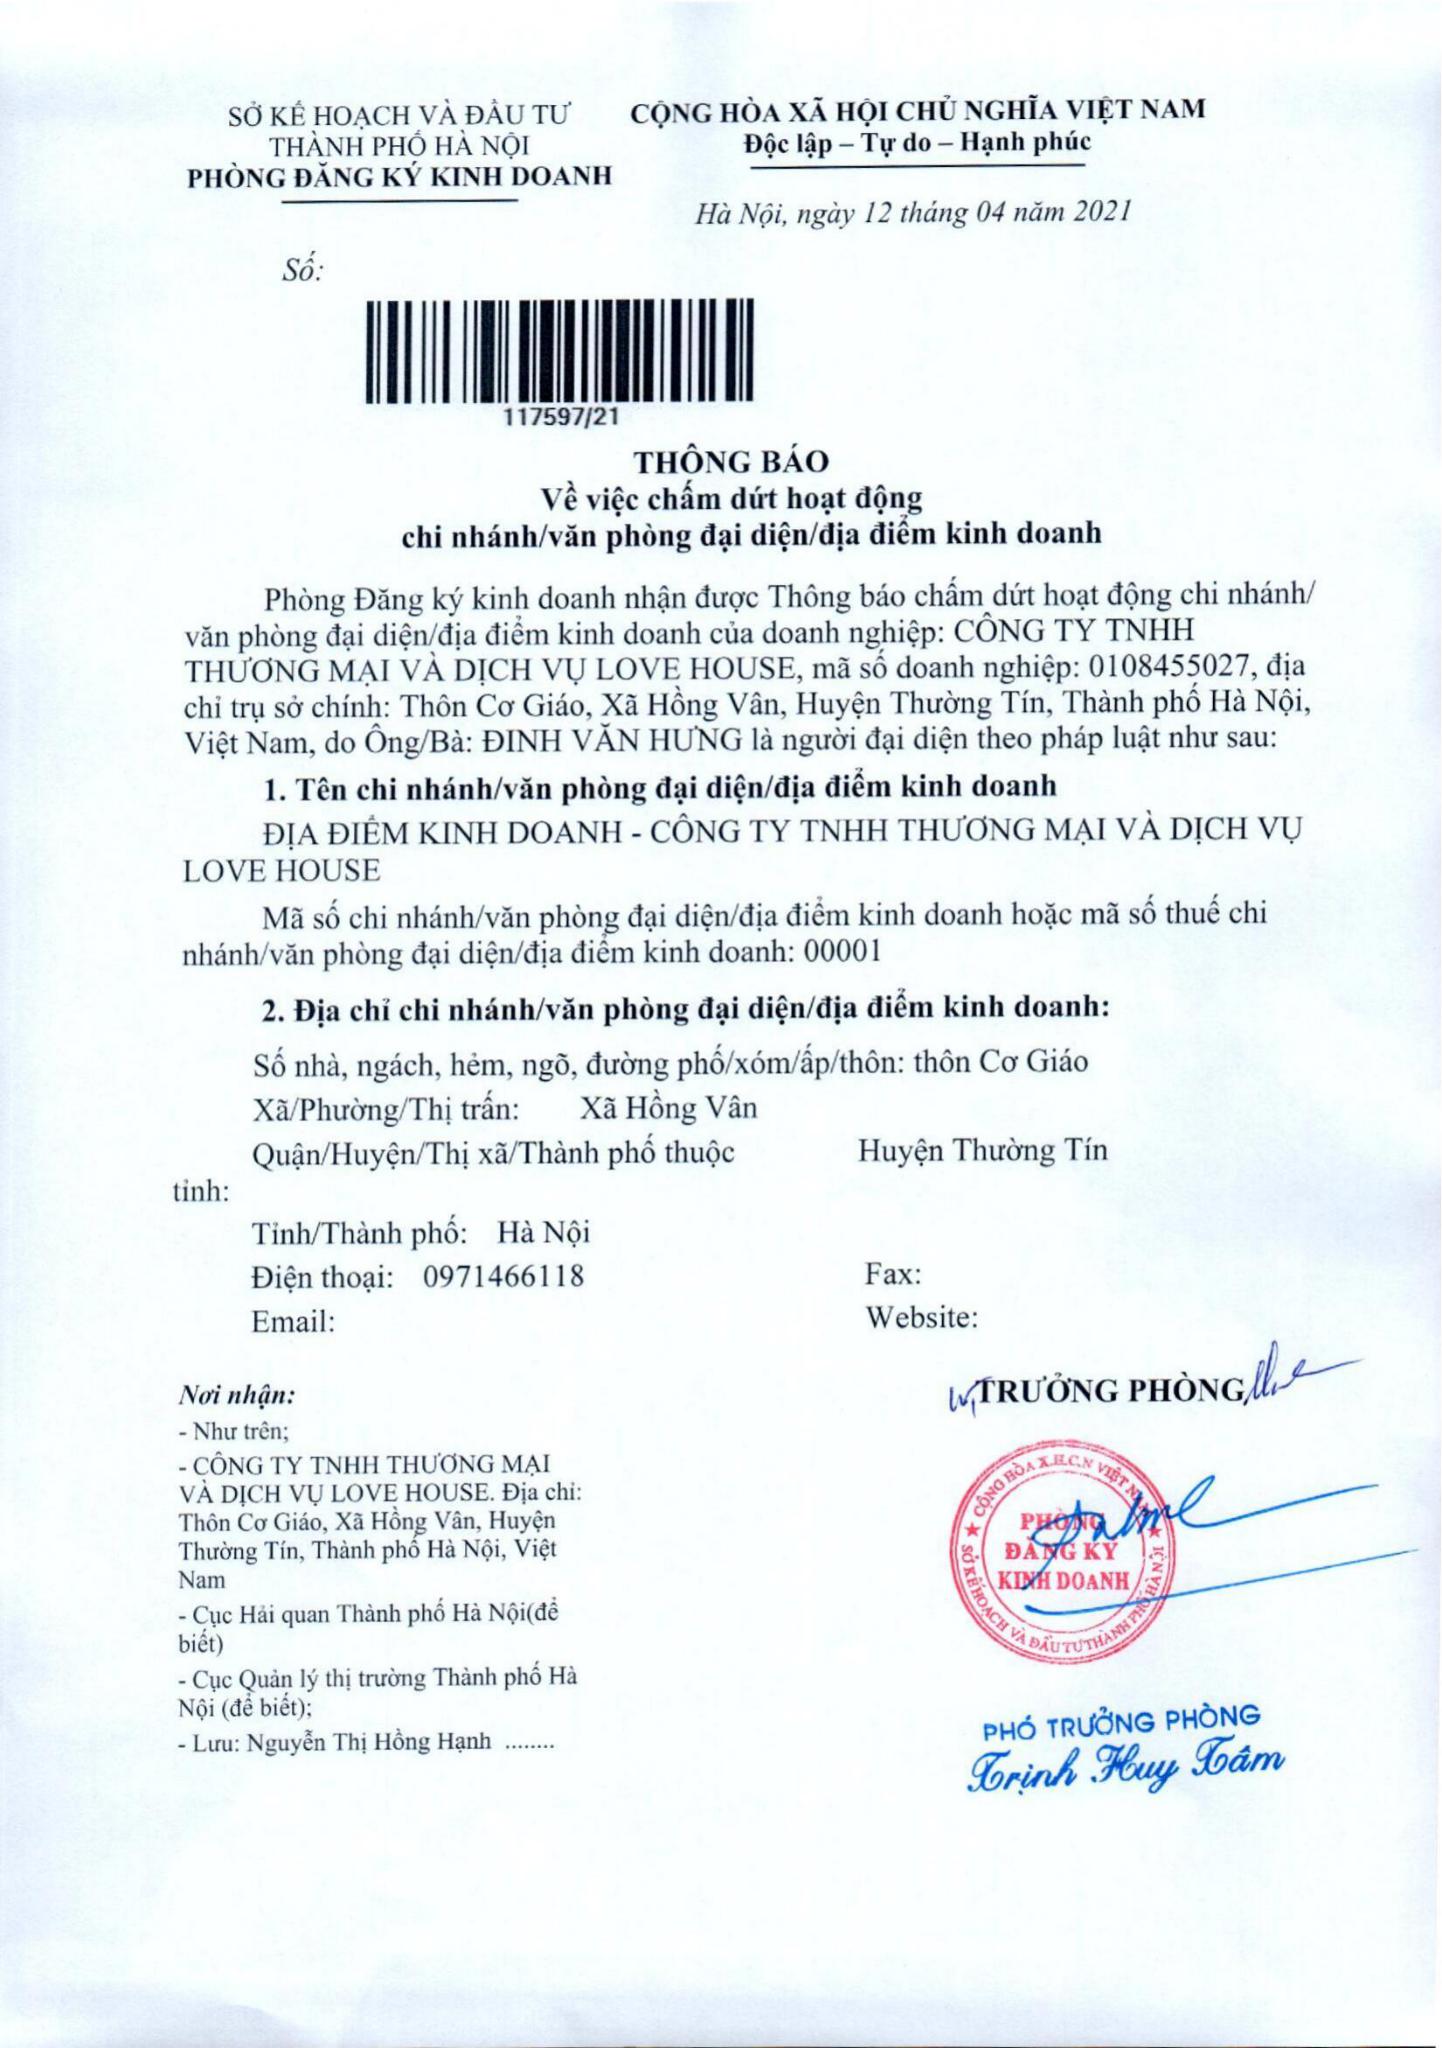 SỞ KẾ HOẠCH VÀ ĐẦU TƯ
THÀNH PHỐ HÀ NỘI
PHÒNG ĐĂNG KÝ KINH DOANH
CỘNG HÒA XÃ HỘI CHỦ NGHĨA VIỆT NAM
Độc lập – Tự do – Hạnh phúc
Hà Nội, ngày 12 tháng 04 năm 2021
Số:
117597/21
THÔNG BÁO
Về việc chấm dứt hoạt động
chi nhánh/văn phòng đại diện/địa điểm kinh doanh
Phòng Đăng ký kinh doanh nhận được Thông báo chấm dứt hoạt động chi nhánh/
văn phòng đại diện/địa điểm kinh doanh của doanh nghiệp: CÔNG TY TNHH
THƯƠNG MẠI VÀ DỊCH VỤ LOVE HOUSE, mã số doanh nghiệp: 0108455027, địa
chỉ trụ sở chính: Thôn Cơ Giáo, Xã Hồng Vân, Huyện Thường Tín, Thành phố Hà Nội,
Việt Nam, do Ông/Bà: ĐINH VĂN HƯNG là người đại diện theo pháp luật như sau:
1. Tên chi nhánh/văn phòng đại diện/địa điểm kinh doanh
ĐỊA ĐIỂM KINH DOANH - CÔNG TY TNHH THƯƠNG MẠI VÀ DỊCH VỤ
LOVE HOUSE
Mã số chi nhánh/văn phòng đại diện/địa điểm kinh doanh hoặc mã số thuế chi
nhánh/văn phòng đại diện/địa điểm kinh doanh: 00001
2. Địa chỉ chi nhánh/văn phòng đại diện/địa điểm kinh doanh:
Số nhà, ngách, hẻm, ngõ, đường phố/xóm/ấp/thôn: thôn Cơ Giáo
Xã/Phường/Thị trấn: Xã Hồng Vân
Quận/Huyện/Thị xã/Thành phố thuộc Huyện Thường Tín
tỉnh:
Tỉnh/Thành phố: Hà Nội
Điện thoại: 0971466118 Fax:
Email: Website:
Nơi nhận:
- Như trên;
- CÔNG TY TNHH THƯƠNG MẠI
VÀ DỊCH VỤ LOVE HOUSE. Địa chỉ:
Thôn Cơ Giáo, Xã Hồng Vân, Huyện
Thường Tín, Thành phố Hà Nội, Việt
Nam
- Cục Hải quan Thành phố Hà Nội(để
biết)
- Cục Quản lý thị trường Thành phố Hà
Nội (để biết);
- Lưu: Nguyễn Thị Hồng Hạnh ........
TRƯỞNG PHÒNG
CỘNG HÒA X.H.C.N VIỆT NAM
PHÒNG
ĐĂNG KÝ
KINH DOANH
SỞ KẾ HOẠCH VÀ ĐẦU TƯ THÀNH PHỐ HÀ NỘI
PHÓ TRƯỞNG PHÒNG
Trịnh Huy Tâm